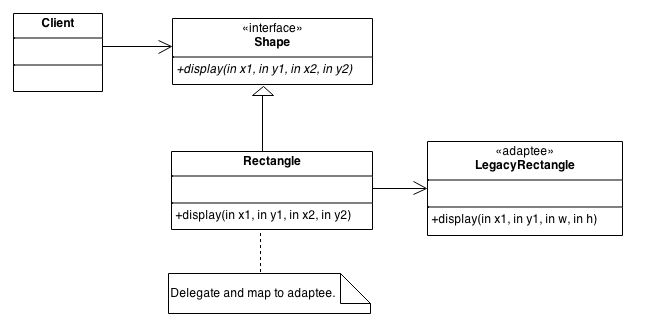 Client
«interface»
Shape
+display(in x1, in y1, in x2, in y2)
Rectangle
+display(in x1, in y1, in x2, in y2)
«adaptee»
LegacyRectangle
+display(in x1, in y1, in w, in h)
Delegate and map to adaptee.